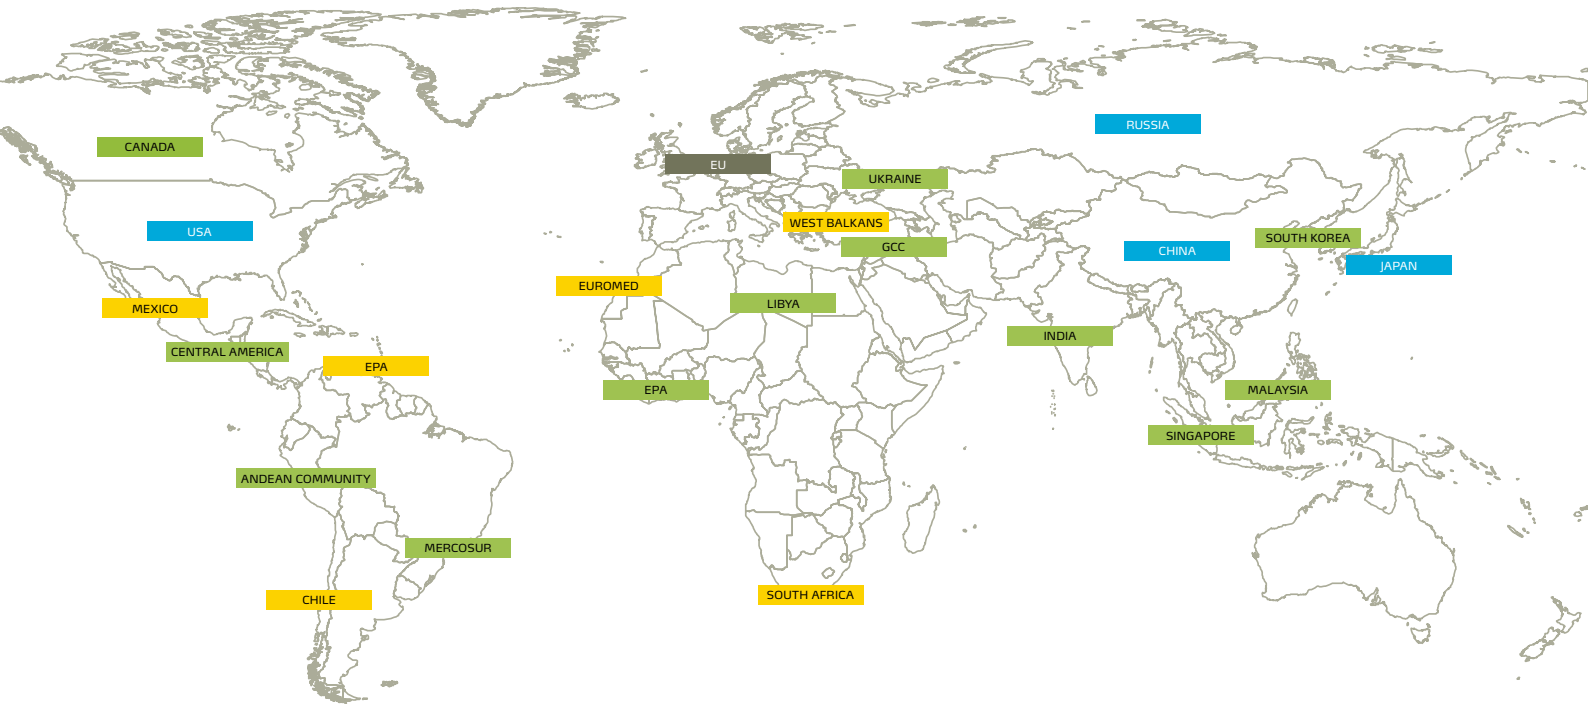 RUSSIA
CANADA
EU
UKRAINE
WEST BALKANS
USA
SOUTH KOREA
GCC
CHINA
JAPAN
EUROMED
LIBYA
MEXICO
INDIA
CENTRAL AMERICA
EPA
EPA
MALAYSIA
SINGAPORE
ANDEAN COMMUNITY
MERCOSUR
SOUTH AFRICA
CHILE